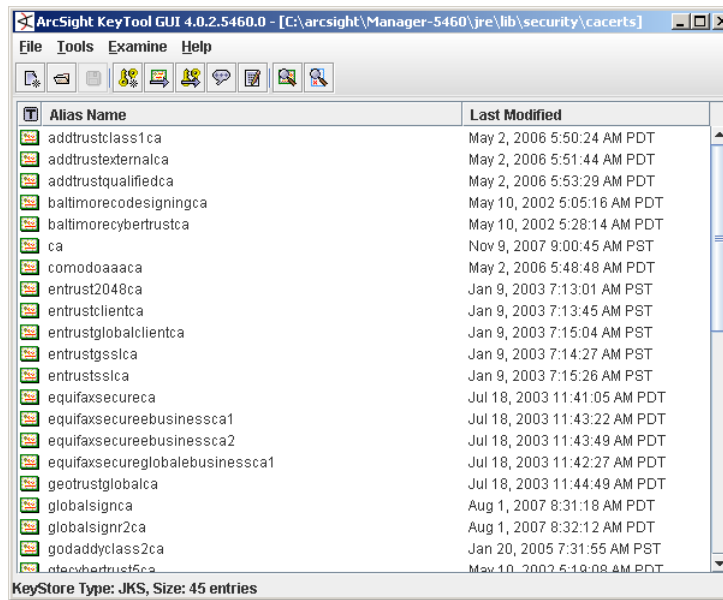 ArcSight KeyTool GUI 4.0.2.5460.0 - [C:\arcsight\Manager-5460\jre\lib\security\cacerts]
File Tools Examine Help
T Alias Name Last Modified
addtrustclass1ca May 2, 2006 5:50:24 AM PDT
addtrustexternalca May 2, 2006 5:51:44 AM PDT
addtrustqualifiedca May 2, 2006 5:53:29 AM PDT
baltimorecodesigningca May 10, 2002 5:05:16 AM PDT
baltimorecybertrustca May 10, 2002 5:28:14 AM PDT
ca Nov 9, 2007 9:00:45 AM PST
comodoaaaca May 2, 2006 5:48:48 AM PDT
entrust2048ca Jan 9, 2003 7:13:01 AM PST
entrustclientca Jan 9, 2003 7:13:45 AM PST
entrustglobalclientca Jan 9, 2003 7:15:04 AM PST
entrustgsslca Jan 9, 2003 7:14:27 AM PST
entrustsslca Jan 9, 2003 7:15:26 AM PST
equifaxsecureca Jul 18, 2003 11:41:05 AM PDT
equifaxsecureebusinessca1 Jul 18, 2003 11:43:22 AM PDT
equifaxsecureebusinessca2 Jul 18, 2003 11:43:49 AM PDT
equifaxsecureglobalebusinessca1 Jul 18, 2003 11:42:27 AM PDT
geotrustglobalca Jul 18, 2003 11:44:49 AM PDT
globalsignca Aug 1, 2007 8:31:18 AM PDT
globalsignr2ca Aug 1, 2007 8:32:12 AM PDT
godaddyclass2ca Jan 20, 2005 7:31:55 AM PST
gtecybertrust5ca May 10, 2002 5:19:08 AM PDT
KeyStore Type: JKS, Size: 45 entries